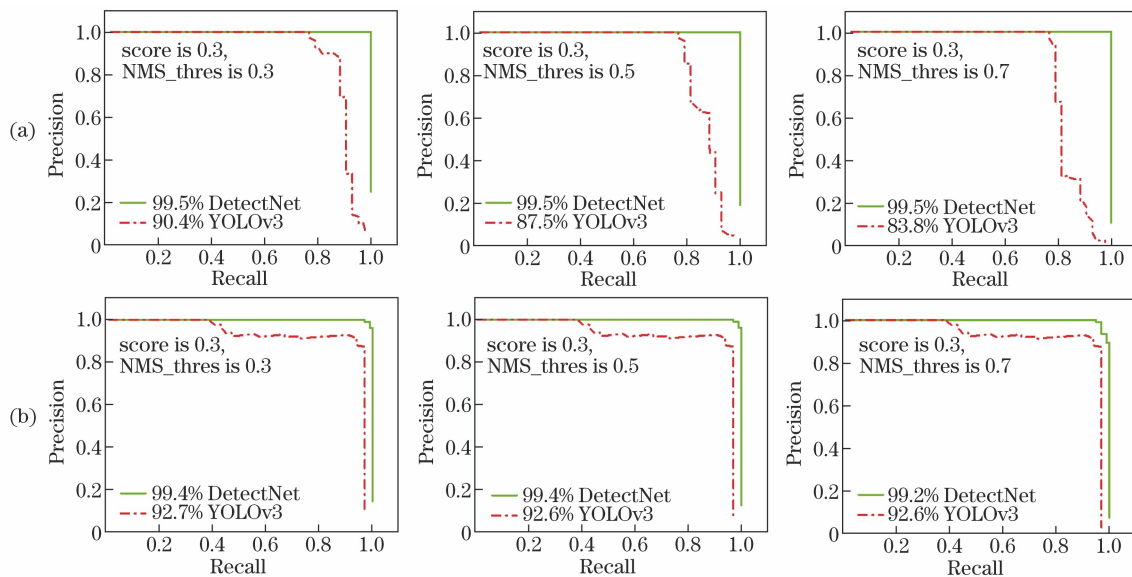 (a)
Precision
1.0
0.8
0.6
0.4
0.2
0
score is 0.3,
NMS_thres is 0.3
99.5% DetectNet
90.4% YOLOv3
0.2 0.4 0.6 0.8 1.0
Recall
Precision
1.0
0.8
0.6
0.4
0.2
0
score is 0.3,
NMS_thres is 0.5
99.5% DetectNet
87.5% YOLOv3
0.2 0.4 0.6 0.8 1.0
Recall
Precision
1.0
0.8
0.6
0.4
0.2
0
score is 0.3,
NMS_thres is 0.7
99.5% DetectNet
83.8% YOLOv3
0.2 0.4 0.6 0.8 1.0
Recall
(b)
Precision
1.0
0.8
0.6
0.4
0.2
0
score is 0.3,
NMS_thres is 0.3
99.4% DetectNet
92.7% YOLOv3
0.2 0.4 0.6 0.8 1.0
Recall
Precision
1.0
0.8
0.6
0.4
0.2
0
score is 0.3,
NMS_thres is 0.5
99.4% DetectNet
92.6% YOLOv3
0.2 0.4 0.6 0.8 1.0
Recall
Precision
1.0
0.8
0.6
0.4
0.2
0
score is 0.3,
NMS_thres is 0.7
99.2% DetectNet
92.6% YOLOv3
0.2 0.4 0.6 0.8 1.0
Recall